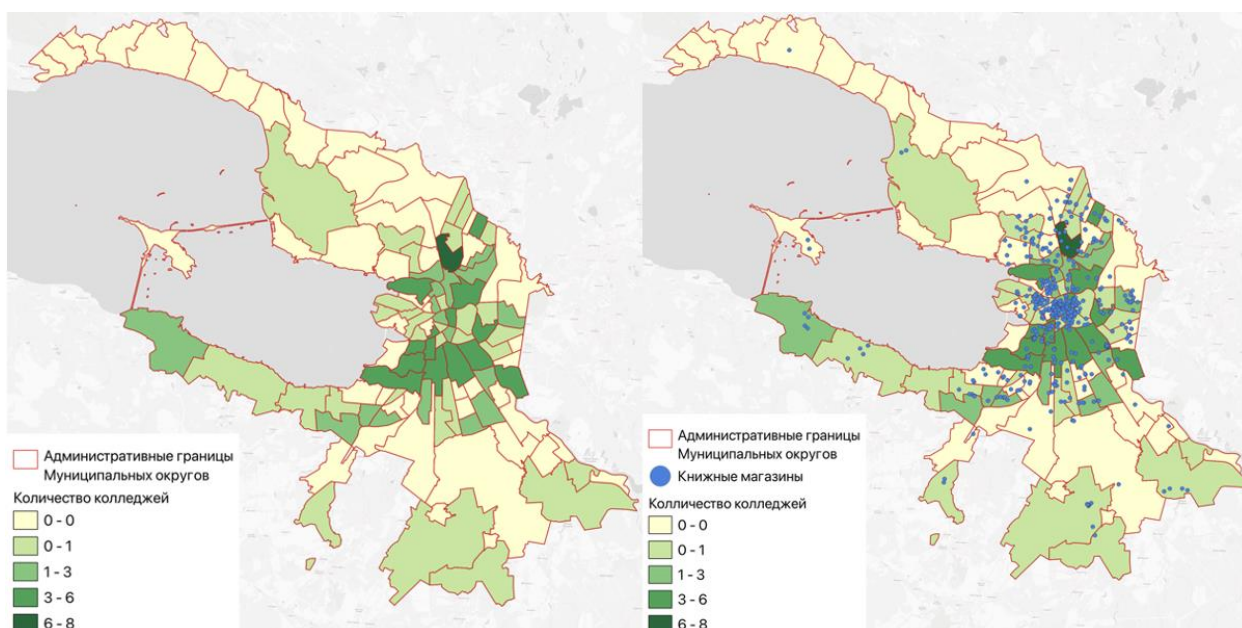 Административные границы
Муниципальных округов
Количество колледжей
0 - 0
0 - 1
1 - 3
3 - 6
6 - 8
Административные границы
Муниципальных округов
Книжные магазины
Колличество колледжей
0 - 0
0 - 1
1 - 3
3 - 6
6 - 8